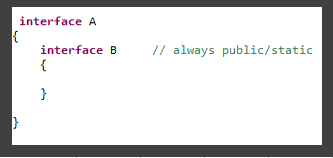 interface A
{
interface B // always public/static
{
}
}